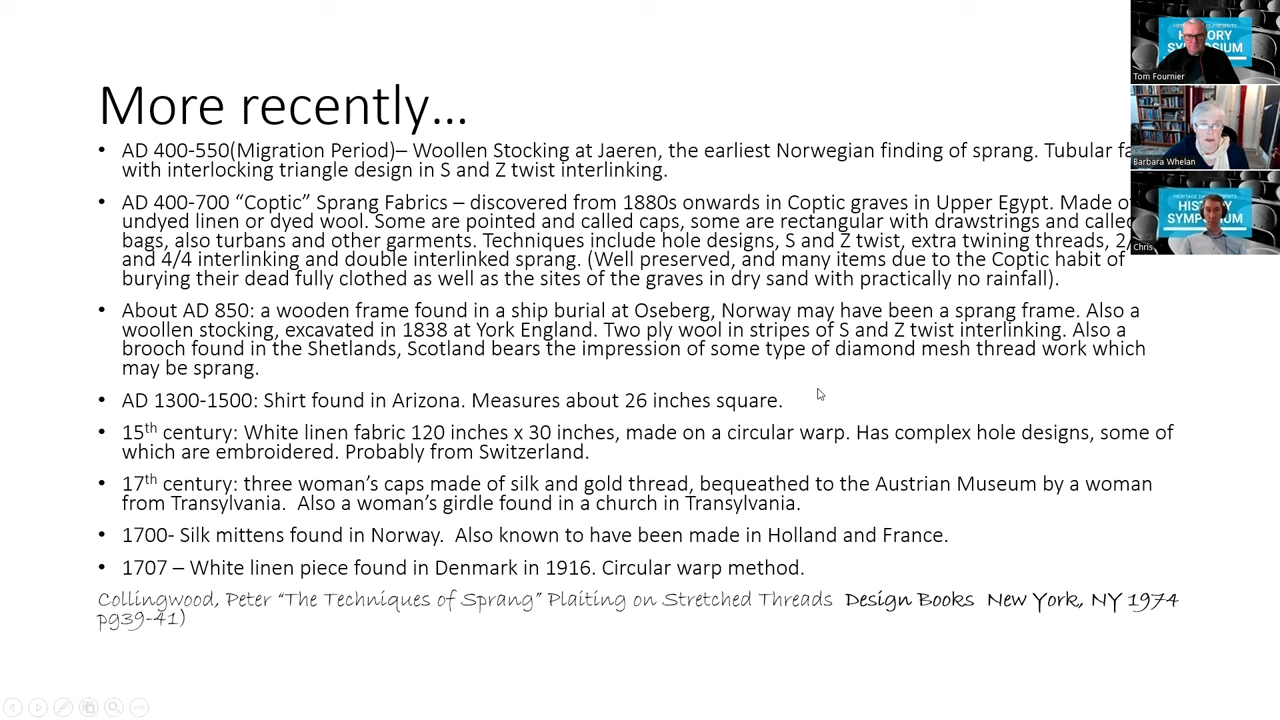 More recently…
• AD 400-550(Migration Period)– Woollen Stocking at Jaeren, the earliest Norwegian finding of sprang. Tubular
with interlocking triangle design in S and Z twist interlinking.
• AD 400-700 “Coptic” Sprang Fabrics – discovered from 1880s onwards in Coptic graves in Upper Egypt. Made
undyed linen or dyed wool. Some are pointed and called caps, some are rectangular with drawstrings and called
bags, also turbans and other garments. Techniques include hole designs, S and Z twist, extra twining threads,
and 4/4 interlinking and double interlinked sprang. (Well preserved, and many items due to the Coptic habit of
burying their dead fully clothed as well as the sites of the graves in dry sand with practically no rainfall).
• About AD 850: a wooden frame found in a ship burial at Oseberg, Norway may have been a sprang frame. Also a
woollen stocking, excavated in 1838 at York England. Two ply wool in stripes of S and Z twist interlinking. Also a
brooch found in the Shetlands, Scotland bears the impression of some type of diamond mesh thread work which
may be sprang.
• AD 1300-1500: Shirt found in Arizona. Measures about 26 inches square.
• 15th century: White linen fabric 120 inches x 30 inches, made on a circular warp. Has complex hole designs, some of
which are embroidered. Probably from Switzerland.
• 17th century: three woman’s caps made of silk and gold thread, bequeathed to the Austrian Museum by a woman
from Transylvania. Also a woman’s girdle found in a church in Transylvania.
• 1700- Silk mittens found in Norway. Also known to have been made in Holland and France.
• 1707 – White linen piece found in Denmark in 1916. Circular warp method.
Collingwood, Peter “The Techniques of Sprang” Plaiting on Stretched Threads Design Books New York, NY 1974
pg39-41)
Tom Fournier
Barbara Whelan
SYMPOSIUM
Chris